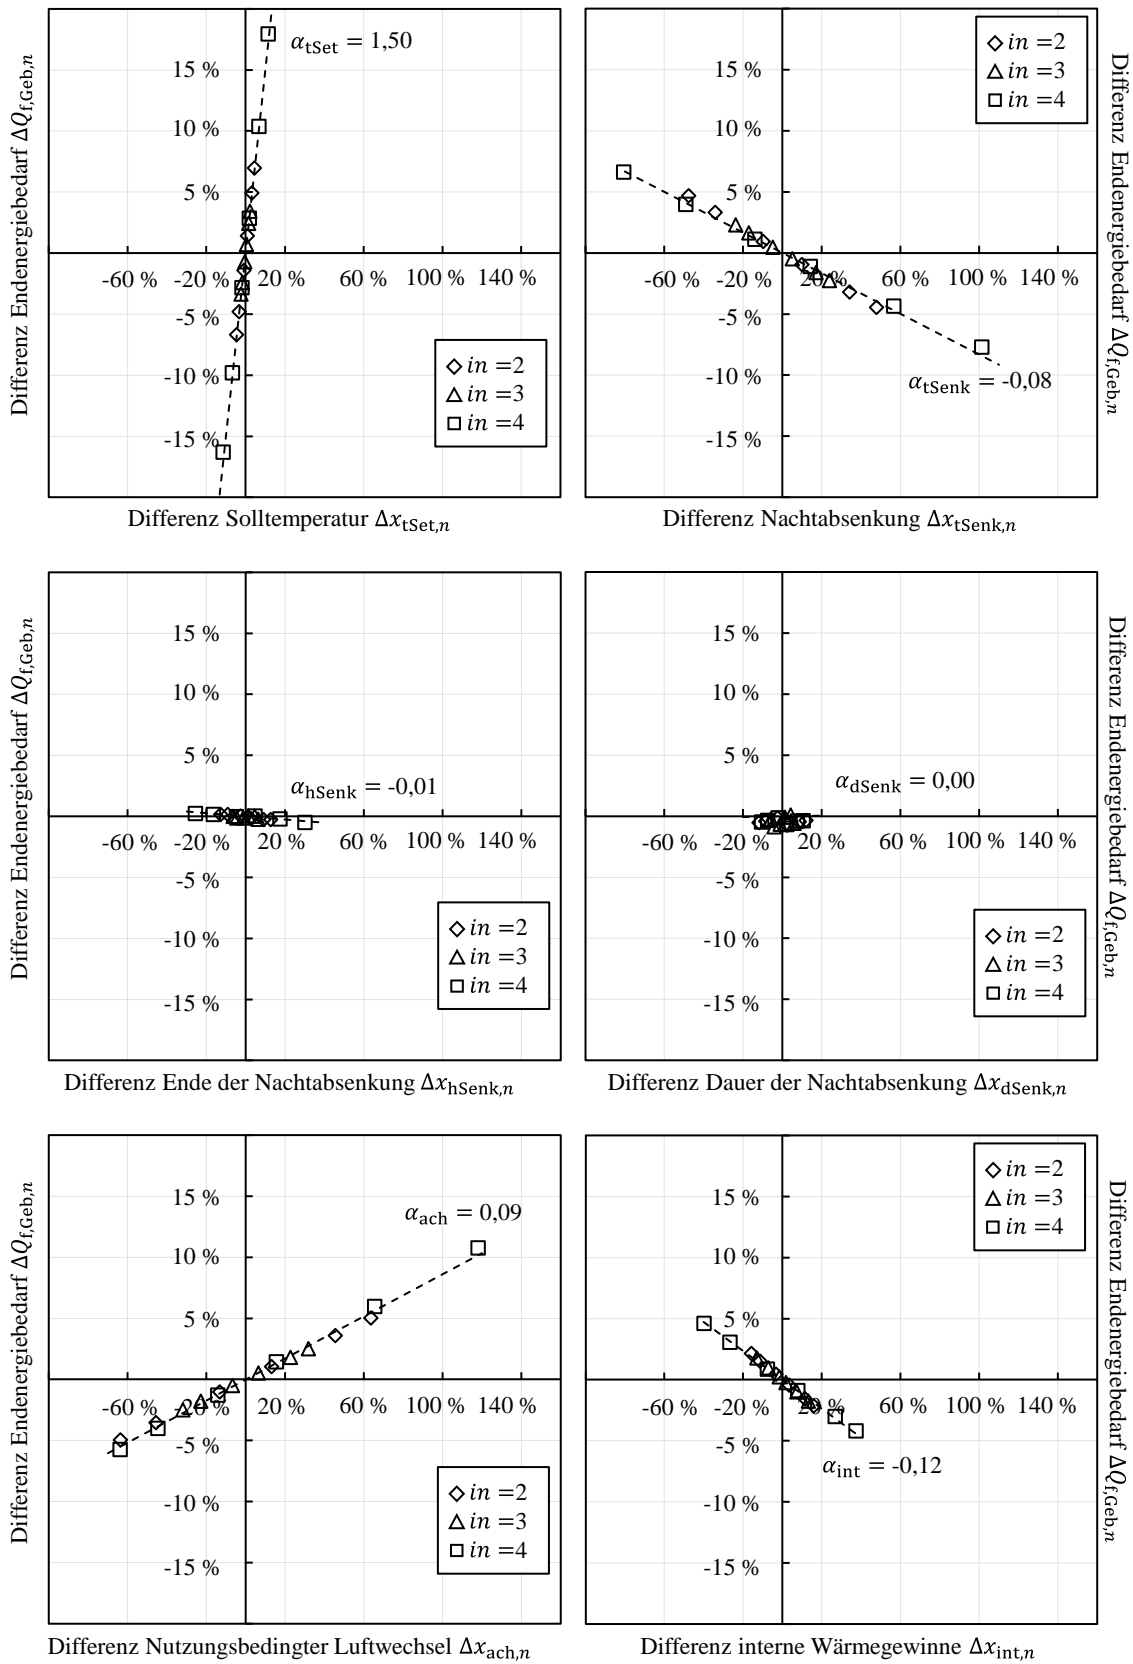 Differenz Endenergiebedarf ΔQf,Geb,n
αtSet = 1,50
15 %
10 %
5 %
-60 % -20 % 20 % 60 % 100 % 140 %
-5 %
-10 %
-15 %
in =2
in =3
in =4
Differenz Solltemperatur ΔxtSet,n
in =2
in =3
in =4
15 %
10 %
5 %
-60 % -20 % 20 % 60 % 100 % 140 %
-5 %
-10 %
-15 %
αtSenk = -0,08
Differenz Endenergiebedarf ΔQf,Geb,n
Differenz Nachtabsenkung ΔxtSenk,n
Differenz Endenergiebedarf ΔQf,Geb,n
15 %
10 %
5 %
αhSenk = -0,01
-60 % -20 % 20 % 60 % 100 % 140 %
-5 %
-10 %
-15 %
in =2
in =3
in =4
Differenz Ende der Nachtabsenkung ΔxhSenk,n
15 %
10 %
5 %
αdSenk = 0,00
-60 % -20 % 20 % 60 % 100 % 140 %
-5 %
-10 %
-15 %
in =2
in =3
in =4
Differenz Endenergiebedarf ΔQf,Geb,n
Differenz Dauer der Nachtabsenkung ΔxdSenk,n
Differenz Endenergiebedarf ΔQf,Geb,n
15 %
αach = 0,09
10 %
5 %
-60 % -20 % 20 % 60 % 100 % 140 %
-5 %
-10 %
-15 %
in =2
in =3
in =4
Differenz Nutzungsbedingter Luftwechsel Δxach,n
in =2
in =3
in =4
15 %
10 %
5 %
-60 % -20 % 20 % 60 % 100 % 140 %
-5 %
αint = -0,12
-10 %
-15 %
Differenz Endenergiebedarf ΔQf,Geb,n
Differenz interne Wärmegewinne Δxint,n